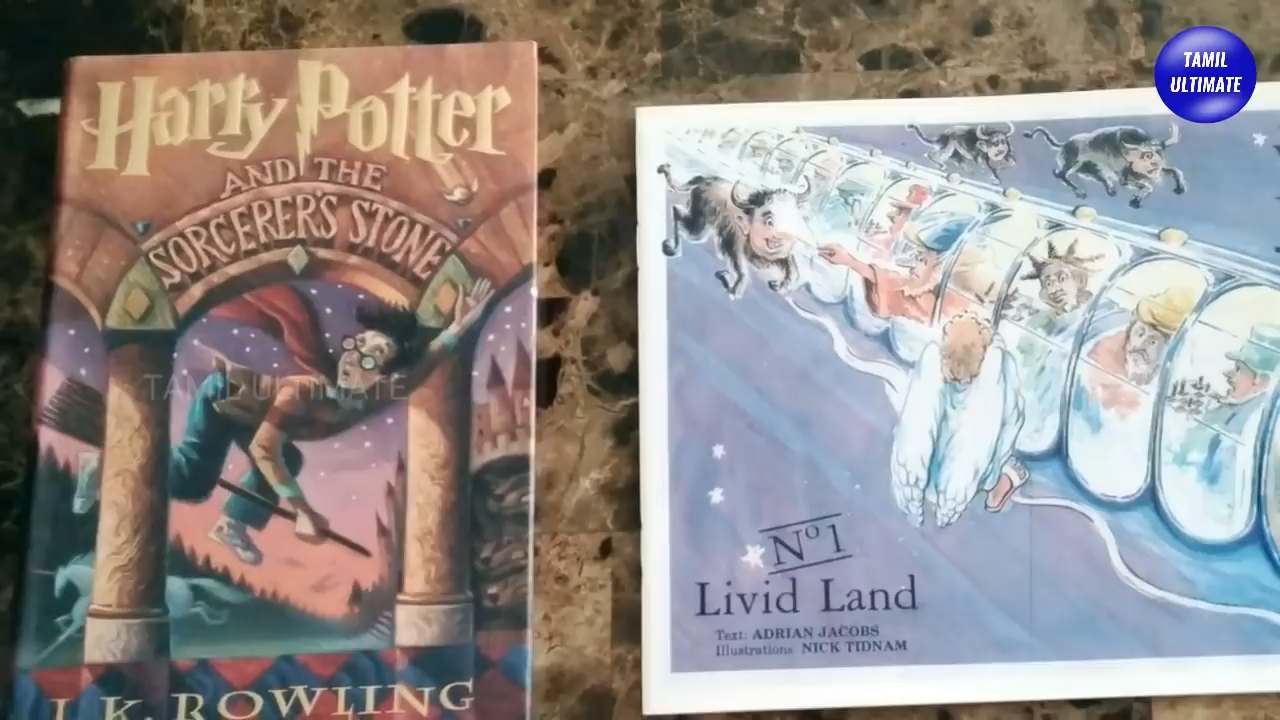 Harry Potter
AND THE
SORCERER'S STONE
J.K. ROWLING
TAMIL ULTIMATE
Nº1
Livid Land
Text: ADRIAN JACOBS
Illustrations NICK TIDNAM
TAMIL
ULTIMATE